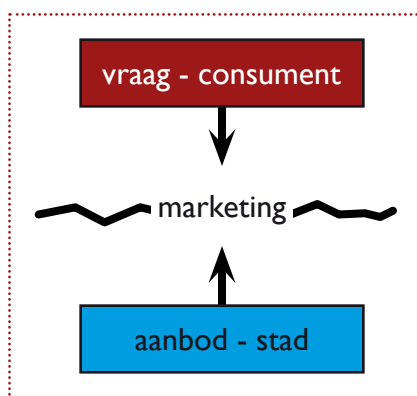 vraag - consument
marketing
aanbod - stad